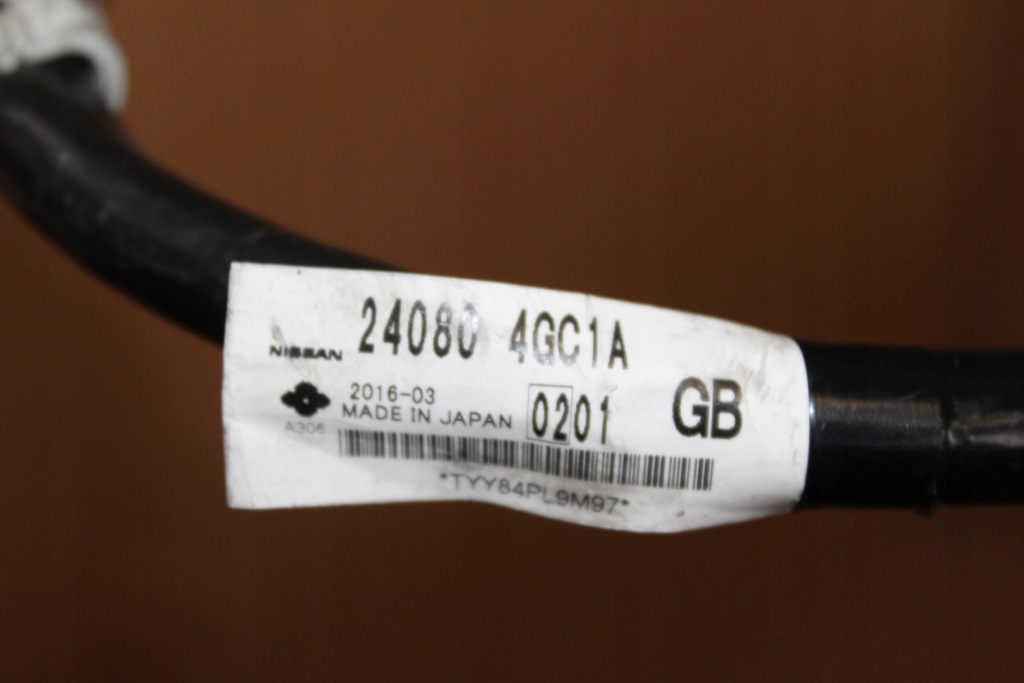 24080 4GC1A
NISSAN
2016-03
MADE IN JAPAN 0201 GB
A306
*TYY84PL9M97*